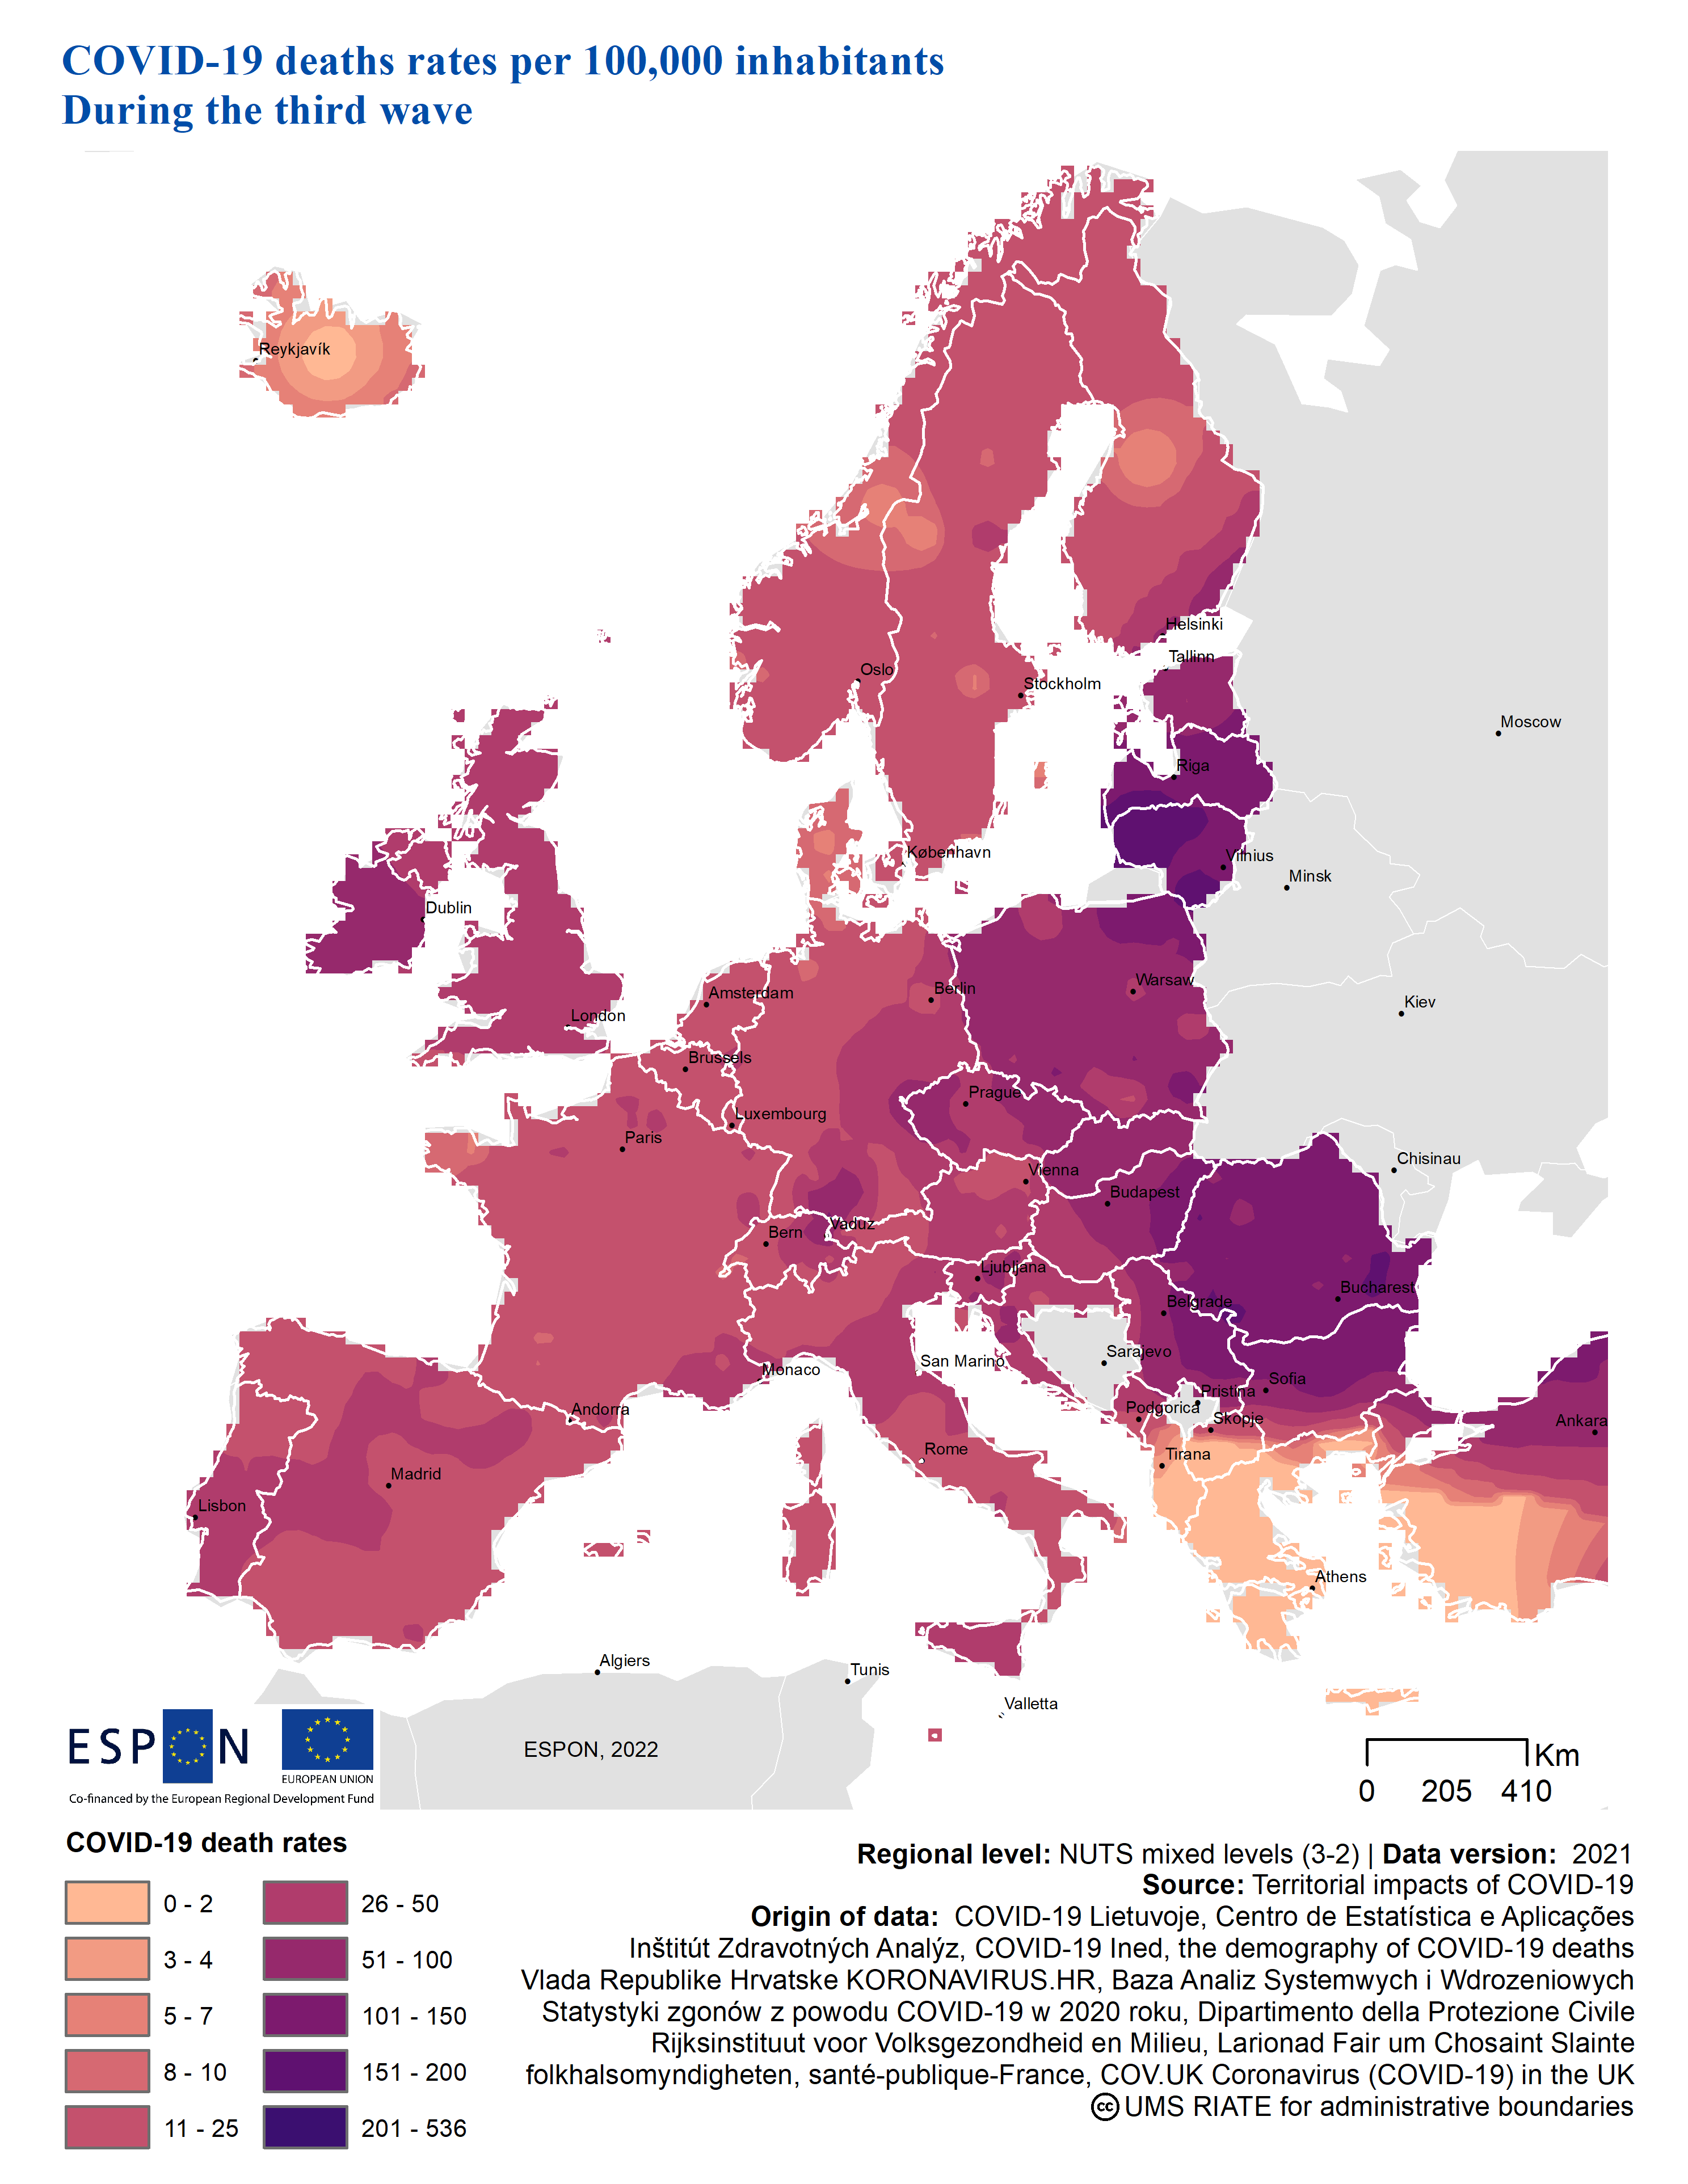 COVID-19 deaths rates per 100,000 inhabitants
During the third wave
Reykjavík
Helsinki
Tallinn
Oslo
Stockholm
Moscow
Riga
København
Vilnius
Minsk
Dublin
Warsaw
Berlin
Amsterdam
Kiev
London
Brussels
Prague
Luxembourg
Paris
Chisinau
Vienna
Budapest
Vaduz
Bern
Ljubljana
Bucharest
Belgrade
Sarajevo
San Marino
Monaco
Sofia
Pristina
Podgorica
Andorra
Skopje
Ankara
Rome
Tirana
Madrid
Lisbon
Athens
Algiers
Tunis
Valletta
ESPON
EUROPEAN UNION
Co-financed by the European Regional Development Fund
ESPON, 2022
Km
0 205 410
COVID-19 death rates
0 - 2
3 - 4
5 - 7
8 - 10
11 - 25
26 - 50
51 - 100
101 - 150
151 - 200
201 - 536
Regional level: NUTS mixed levels (3-2) | Data version: 2021
Source: Territorial impacts of COVID-19
Origin of data: COVID-19 Lietuvoje, Centro de Estatística e Aplicações
Inštitút Zdravotných Analýz, COVID-19 Ined, the demography of COVID-19 deaths
Vlada Republike Hrvatske KORONAVIRUS.HR, Baza Analiz Systemwych i Wdrozeniowych
Statystyki zgonów z powodu COVID-19 w 2020 roku, Dipartimento della Protezione Civile
Rijksinstituut voor Volksgezondheid en Milieu, Larionad Fair um Chosaint Slainte
folkhalsomyndigheten, santé-publique-France, COV.UK Coronavirus (COVID-19) in the UK
cc UMS RIATE for administrative boundaries